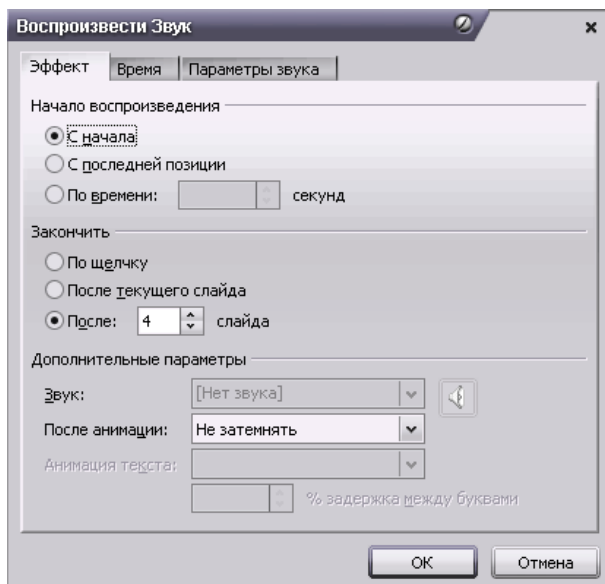 Воспроизвести Звук
Эффект Время Параметры звука
Начало воспроизведения
С начала
С последней позиции
По времени: секунд
Закончить
По щелчку
После текущего слайда
После: 4 слайда
Дополнительные параметры
Звук: [Нет звука]
После анимации: Не затемнять
Анимация текста:
% задержка между буквами
ОК Отмена